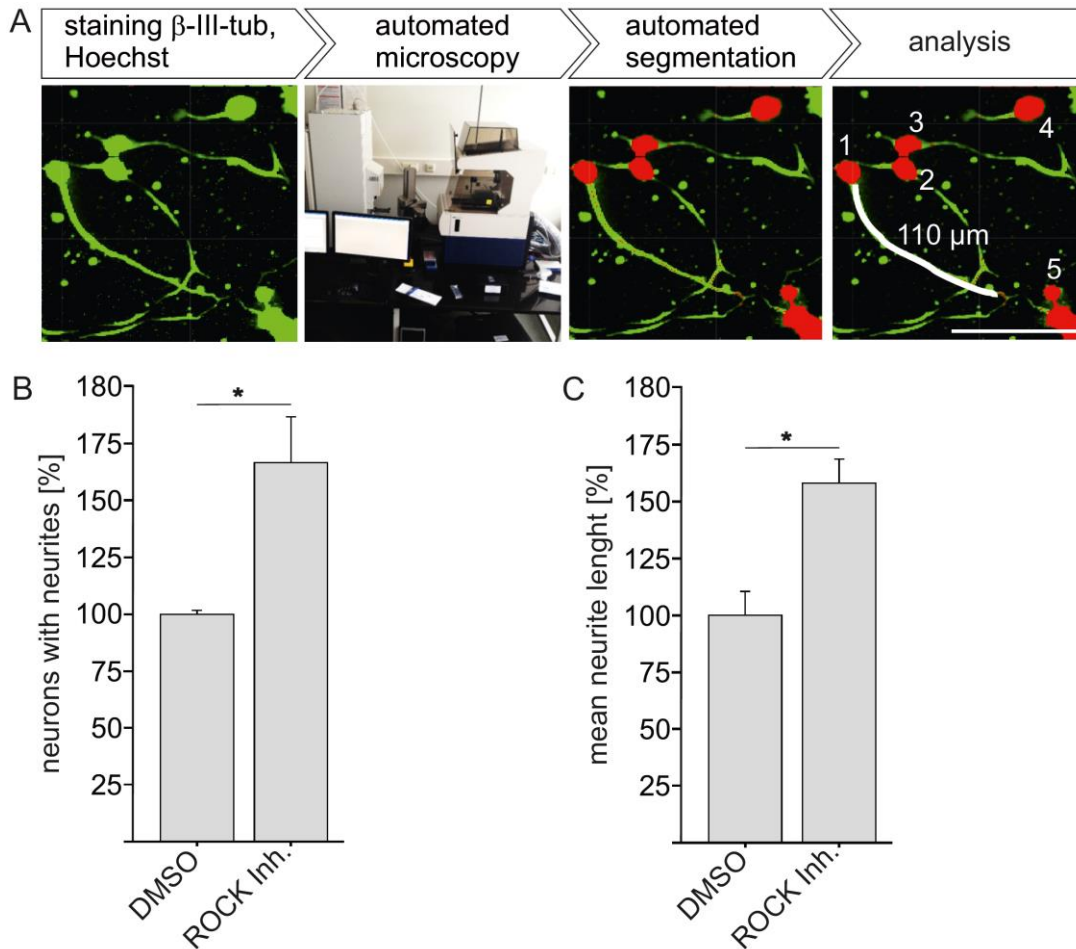 A
staining β-III-tub,
Hoechst
automated
microscopy
automated
segmentation
analysis
1
3
2
4
110 µm
5
B
neurons with neurites [%]
180
175
150
125
100
75
50
25
*
DMSO
ROCK Inh.
C
mean neurite lenght [%]
180
175
150
125
100
75
50
25
*
DMSO
ROCK Inh.